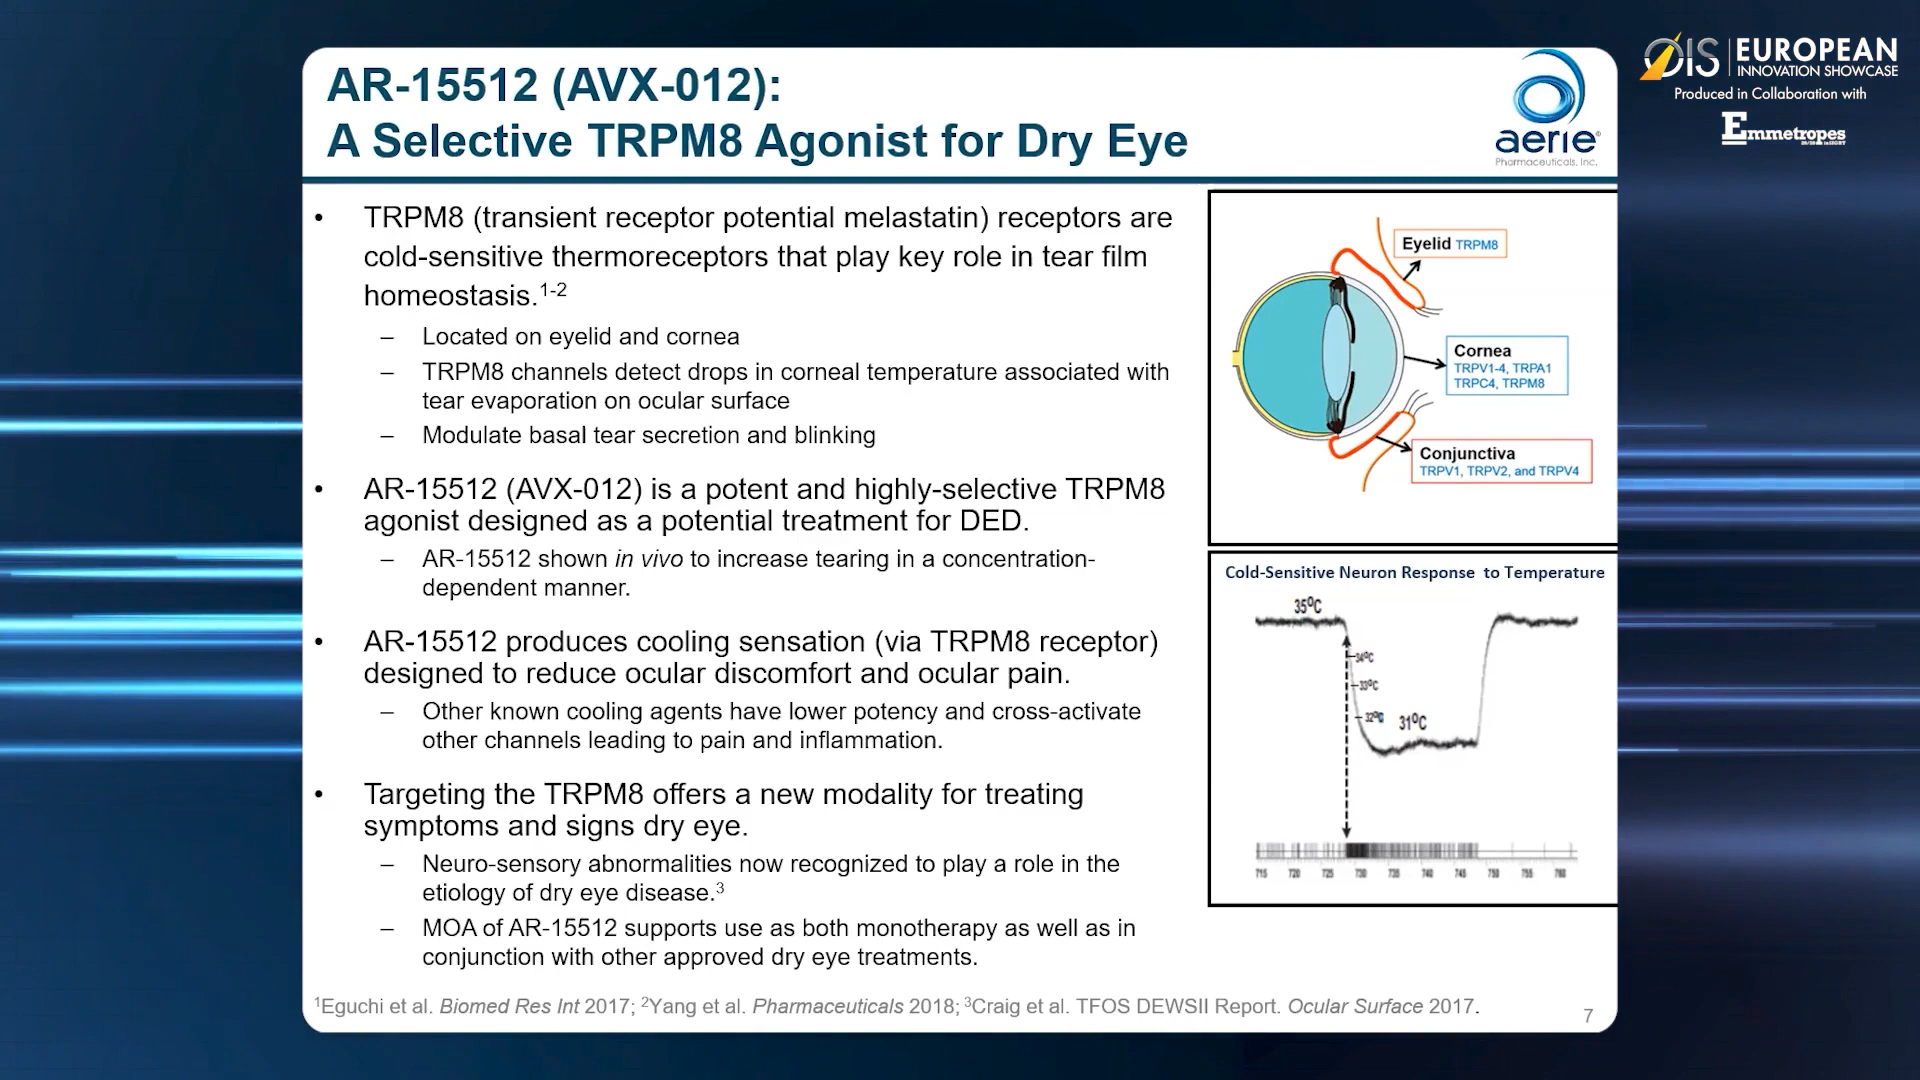 AR-15512 (AVX-012):
A Selective TRPM8 Agonist for Dry Eye
aerie
Pharmaceuticals, Inc.
OIS EUROPEAN
INNOVATION SHOWCASE
Produced in Collaboration with
Emmetropes
• TRPM8 (transient receptor potential melastatin) receptors are
cold-sensitive thermoreceptors that play key role in tear film
homeostasis.1-2
– Located on eyelid and cornea
– TRPM8 channels detect drops in corneal temperature associated with
tear evaporation on ocular surface
– Modulate basal tear secretion and blinking
• AR-15512 (AVX-012) is a potent and highly-selective TRPM8
agonist designed as a potential treatment for DED.
– AR-15512 shown in vivo to increase tearing in a concentration-
dependent manner.
• AR-15512 produces cooling sensation (via TRPM8 receptor)
designed to reduce ocular discomfort and ocular pain.
– Other known cooling agents have lower potency and cross-activate
other channels leading to pain and inflammation.
• Targeting the TRPM8 offers a new modality for treating
symptoms and signs dry eye.
– Neuro-sensory abnormalities now recognized to play a role in the
etiology of dry eye disease.3
– MOA of AR-15512 supports use as both monotherapy as well as in
conjunction with other approved dry eye treatments.
Eyelid TRPM8
Cornea
TRPV1-4, TRPA1
TRPC4, TRPM8
Conjunctiva
TRPV1, TRPV2, and TRPV4
Cold-Sensitive Neuron Response to Temperature
35ºC
34ºC
33ºC
32ºC
31ºC
715 720 725 730 735 740 745 750 755 760
1Eguchi et al. Biomed Res Int 2017; 2Yang et al. Pharmaceuticals 2018; 3Craig et al. TFOS DEWSII Report. Ocular Surface 2017.
7